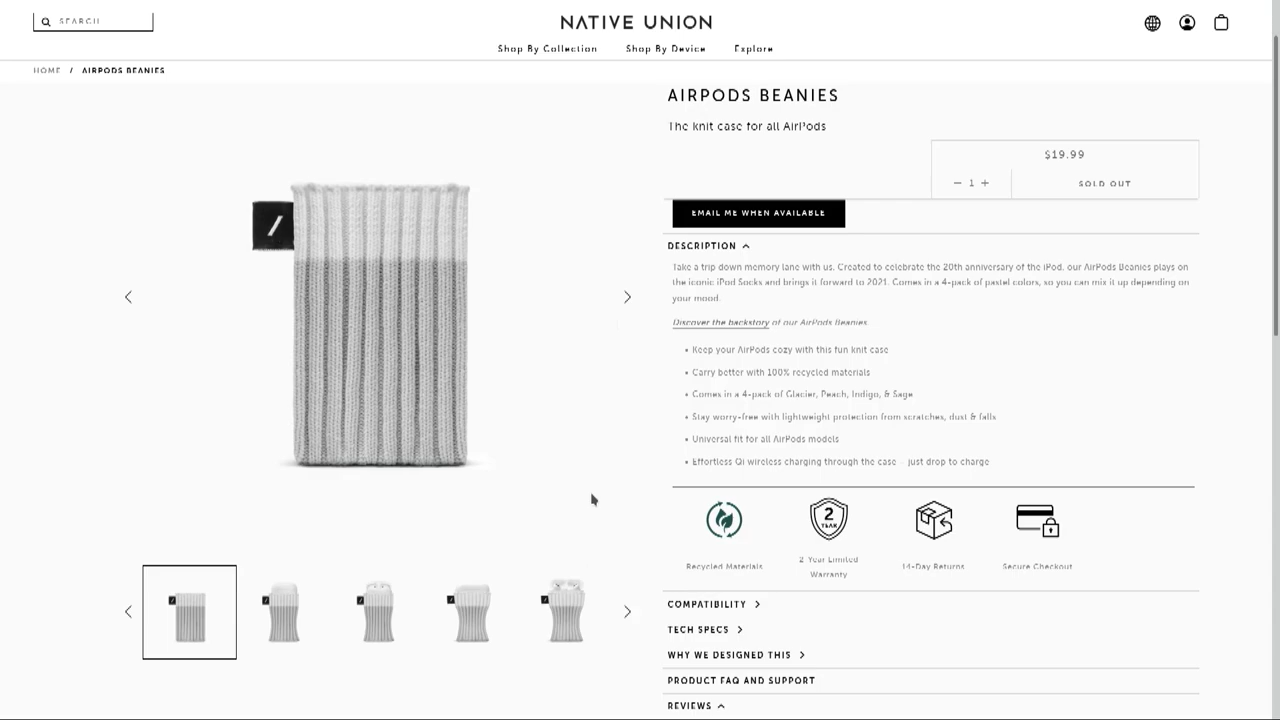 SEARCH
NATIVE UNION
Shop By Collection Shop By Device Explore
HOME / AIRPODS BEANIES
AIRPODS BEANIES
The knit case for all AirPods
$19.99
− 1 + SOLD OUT
EMAIL ME WHEN AVAILABLE
DESCRIPTION
Take a trip down memory lane with us. Created to celebrate the 20th anniversary of the iPod, our AirPods Beanies plays on
the iconic iPod Socks and brings it forward to 2021. Comes in a 4-pack of pastel colors, so you can mix it up depending on
your mood.
Discover the backstory of our AirPods Beanies.
• Keep your AirPods cozy with this fun knit case
• Carry better with 100% recycled materials
• Comes in a 4-pack of Glacier, Peach, Indigo, & Sage
• Stay worry-free with lightweight protection from scratches, dust & falls
• Universal fit for all AirPods models
• Effortless Qi wireless charging through the case – just drop to charge
2
YEAR
Recycled Materials
2-Year Limited
Warranty
14-Day Returns
Secure Checkout
COMPATIBILITY
TECH SPECS
WHY WE DESIGNED THIS
PRODUCT FAQ AND SUPPORT
REVIEWS